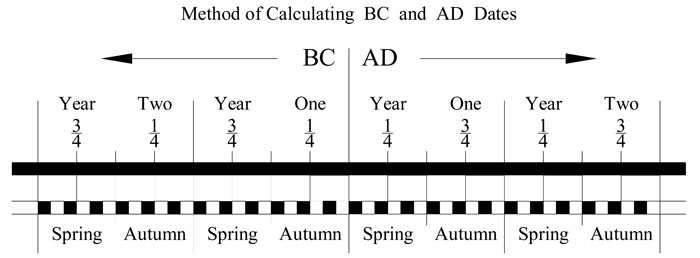 Method of Calculating BC and AD Dates
BC AD
Year Two Year One Year One Year Two
3/4 1/4 3/4 1/4 1/4 3/4 1/4 3/4
Spring Autumn Spring Autumn Spring Autumn Spring Autumn